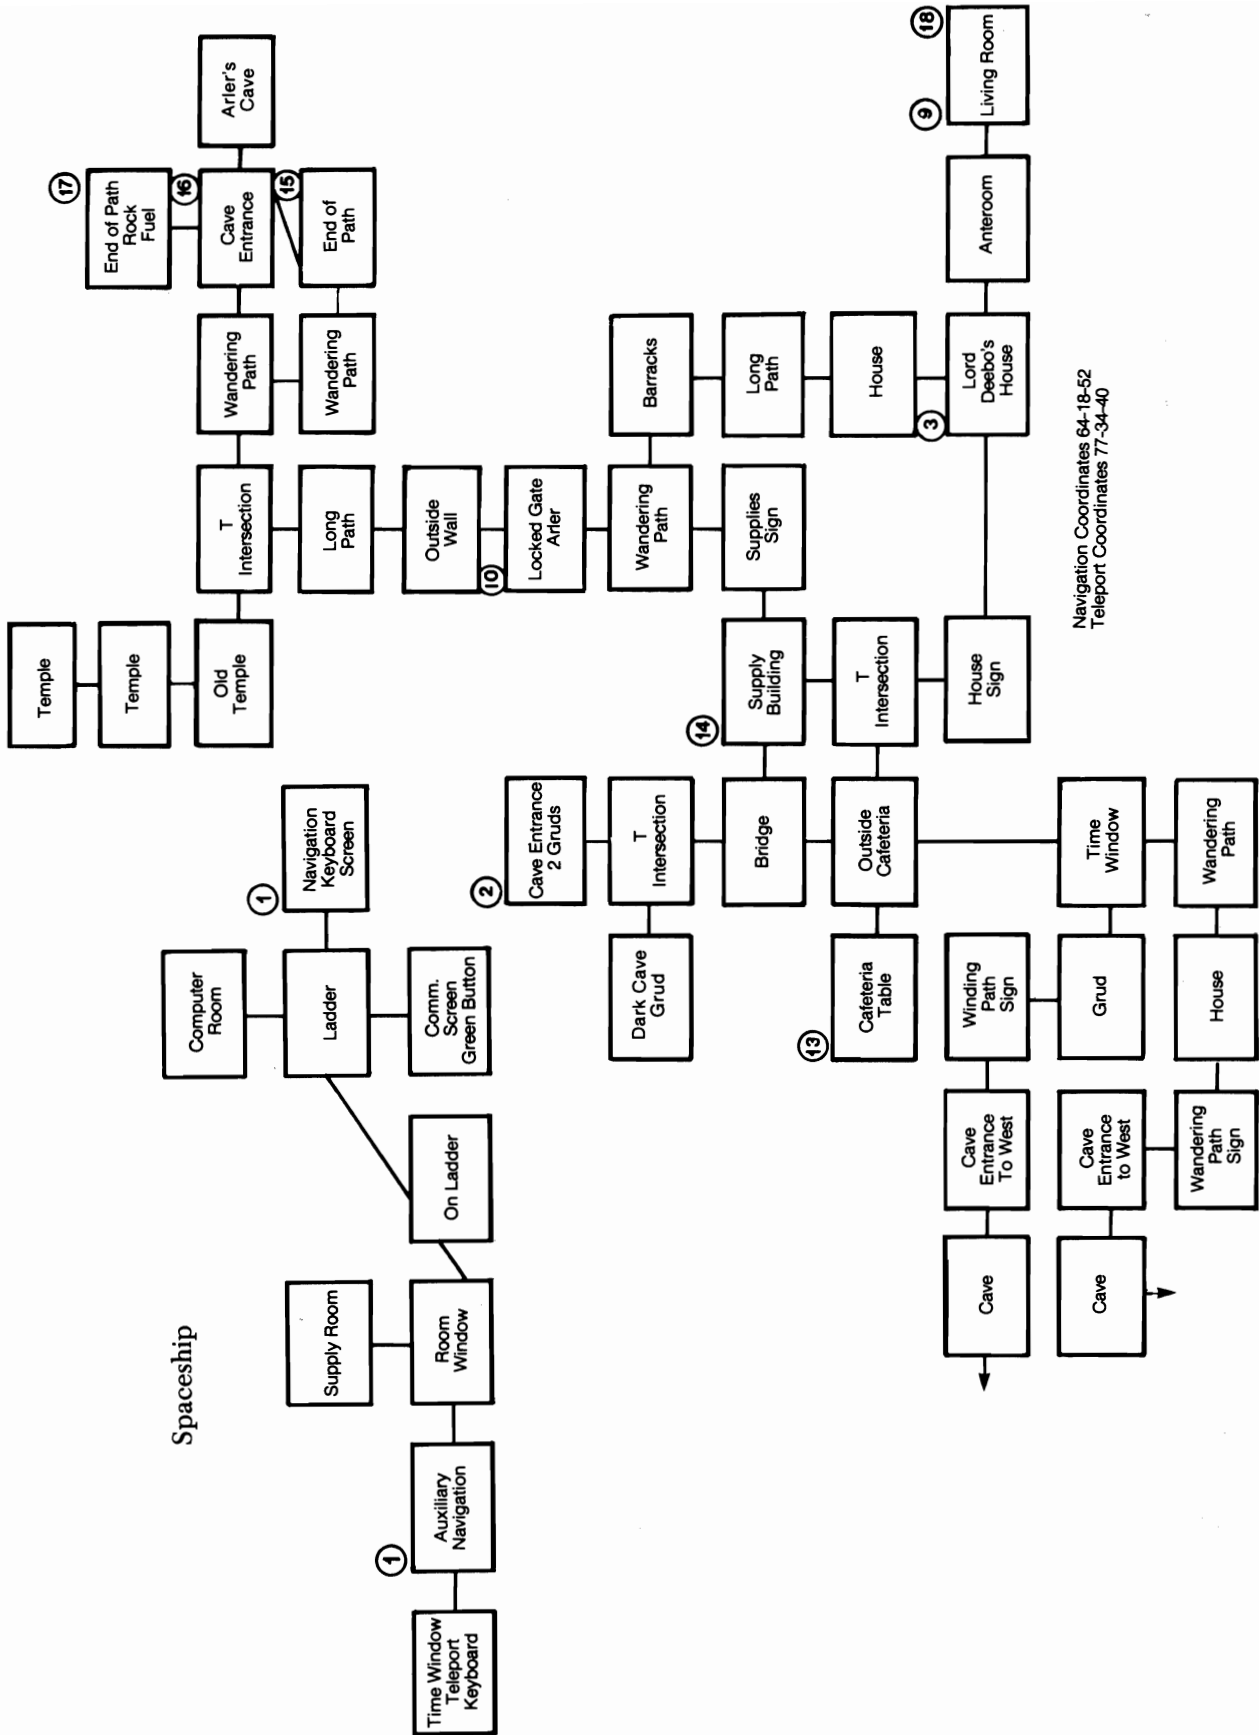 Temple
17
Temple
End of Path
Rock
Fuel
Spaceship
16
Computer
Room
Old
Temple
T
Intersection
Wandering
Path
Cave
Entrance
Arler's
Cave
1
15
Supply Room
Ladder
Navigation
Keyboard
Screen
Long
Path
Wandering
Path
End of
Path
1
Time Window
Teleport
Keyboard
Auxiliary
Navigation
Room
Window
On Ladder
Comm.
Screen
Green Button
Outside
Wall
2
10
Cave Entrance
2 Gruds
Locked Gate
Arler
Dark Cave
Grud
T
Intersection
Wandering
Path
Barracks
14
Bridge
Supply
Building
Supplies
Sign
Long
Path
13
Cafeteria
Table
Outside
Cafeteria
T
Intersection
House
3
9
18
Cave
Cave
Entrance
To West
Winding
Path
Sign
House
Sign
Lord
Deebo's
House
Anteroom
Living Room
Cave
Cave
Entrance
to West
Grud
Time
Window
Navigation Coordinates 64-18-52
Teleport Coordinates 77-34-40
Wandering
Path
Sign
House
Wandering
Path